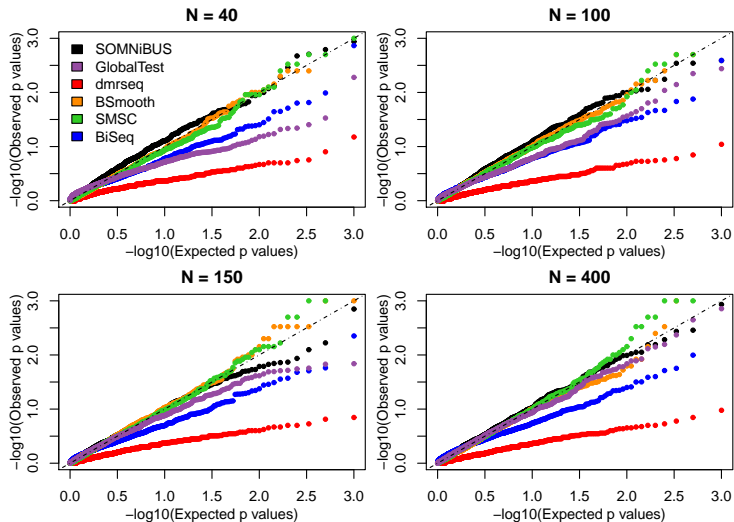 N = 40
−log10(Observed p values)
3.0
2.0
1.0
0.0
SOMNiBUS
GlobalTest
dmrseq
BSmooth
SMSC
BiSeq
0.0 0.5 1.0 1.5 2.0 2.5 3.0
−log10(Expected p values)
N = 100
−log10(Observed p values)
3.0
2.0
1.0
0.0
0.0 0.5 1.0 1.5 2.0 2.5 3.0
−log10(Expected p values)
N = 150
−log10(Observed p values)
3.0
2.0
1.0
0.0
0.0 0.5 1.0 1.5 2.0 2.5 3.0
−log10(Expected p values)
N = 400
−log10(Observed p values)
3.0
2.0
1.0
0.0
0.0 0.5 1.0 1.5 2.0 2.5 3.0
−log10(Expected p values)